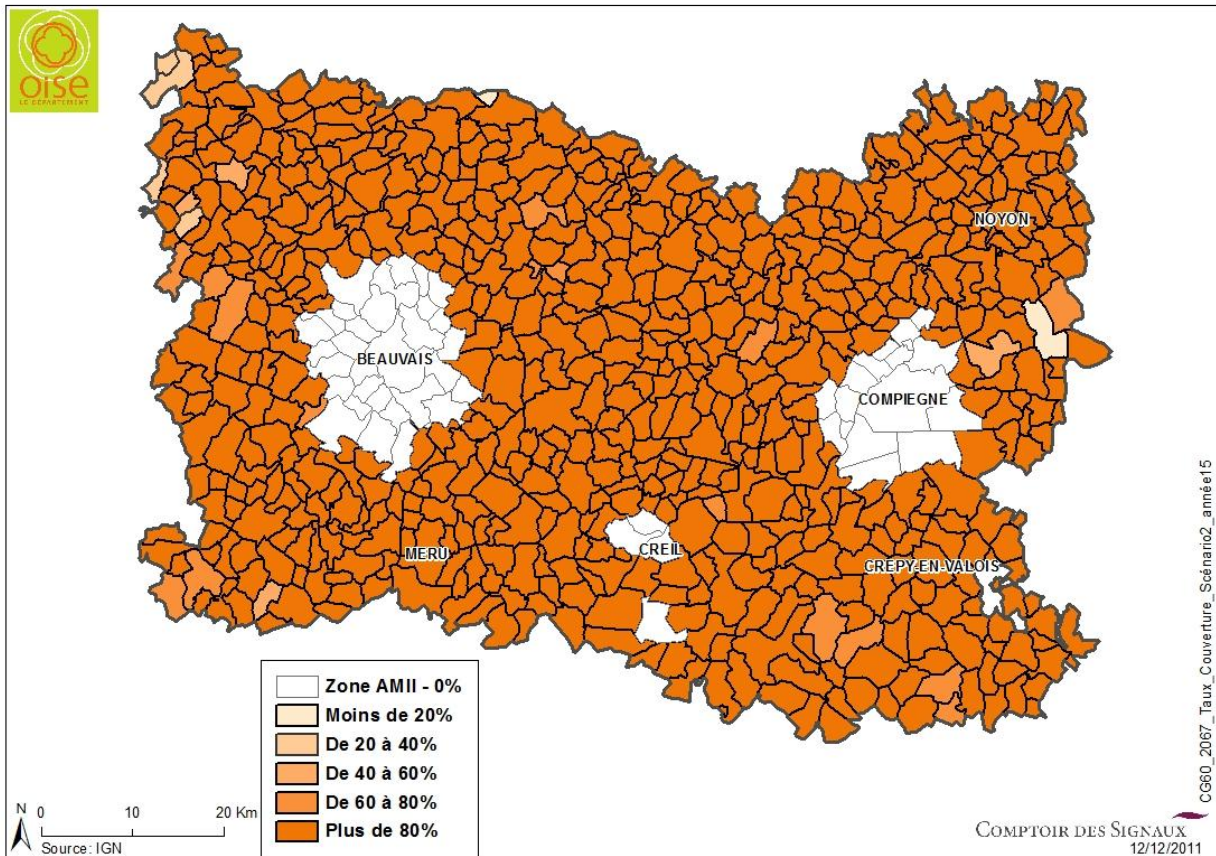 oise
LE DÉPARTEMENT
NOYON
BEAUVAIS
COMPIEGNE
MERU
CREIL
CREPY-EN-VALOIS
Zone AMII - 0%
Moins de 20%
De 20 à 40%
De 40 à 60%
De 60 à 80%
Plus de 80%
N 0 10 20 Km
Source: IGN
COMPTOIR DES SIGNAUX
12/12/2011
CG60_2067_Taux_Couverture_Scénario2_année15